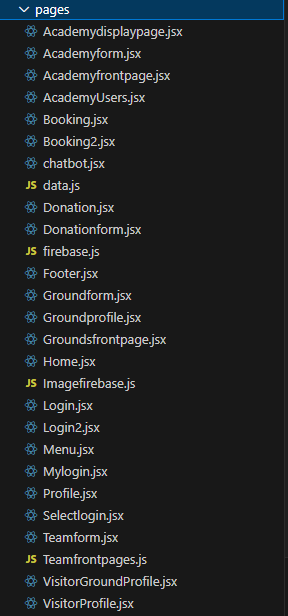 pages
Academydisplaypage.jsx
Academyform.jsx
Academyfrontpage.jsx
AcademyUsers.jsx
Booking.jsx
Booking2.jsx
chatbot.jsx
JS data.js
Donation.jsx
Donationform.jsx
JS firebase.js
Footer.jsx
Groundform.jsx
Groundprofile.jsx
Groundsfrontpage.jsx
Home.jsx
JS Imagefirebase.js
Login.jsx
Login2.jsx
Menu.jsx
Mylogin.jsx
Profile.jsx
Selectlogin.jsx
Teamform.jsx
JS Teamfrontpages.js
VisitorGroundProfile.jsx
VisitorProfile.jsx